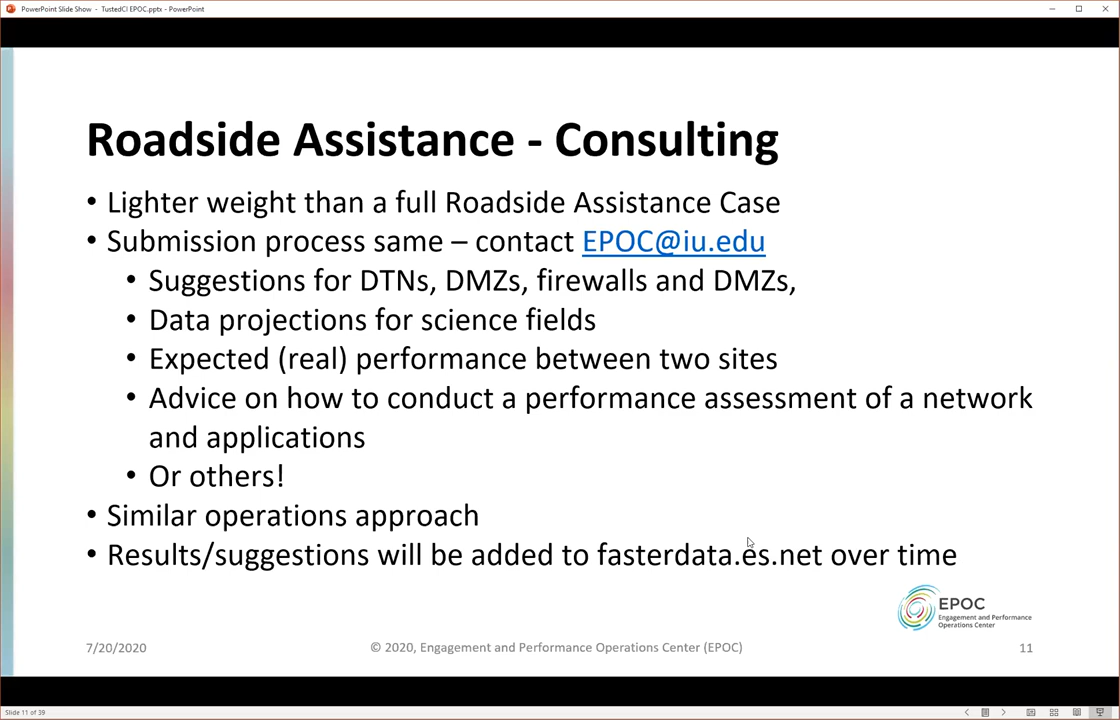 PowerPoint Slide Show - TustedCI EPOC.pptx - PowerPoint
Roadside Assistance - Consulting
• Lighter weight than a full Roadside Assistance Case
• Submission process same – contact EPOC@iu.edu
• Suggestions for DTNs, DMZs, firewalls and DMZs,
• Data projections for science fields
• Expected (real) performance between two sites
• Advice on how to conduct a performance assessment of a network
and applications
• Or others!
• Similar operations approach
• Results/suggestions will be added to fasterdata.es.net over time
EPOC
Engagement and Performance
Operations Center
7/20/2020
© 2020, Engagement and Performance Operations Center (EPOC)
11
Slide 11 of 39